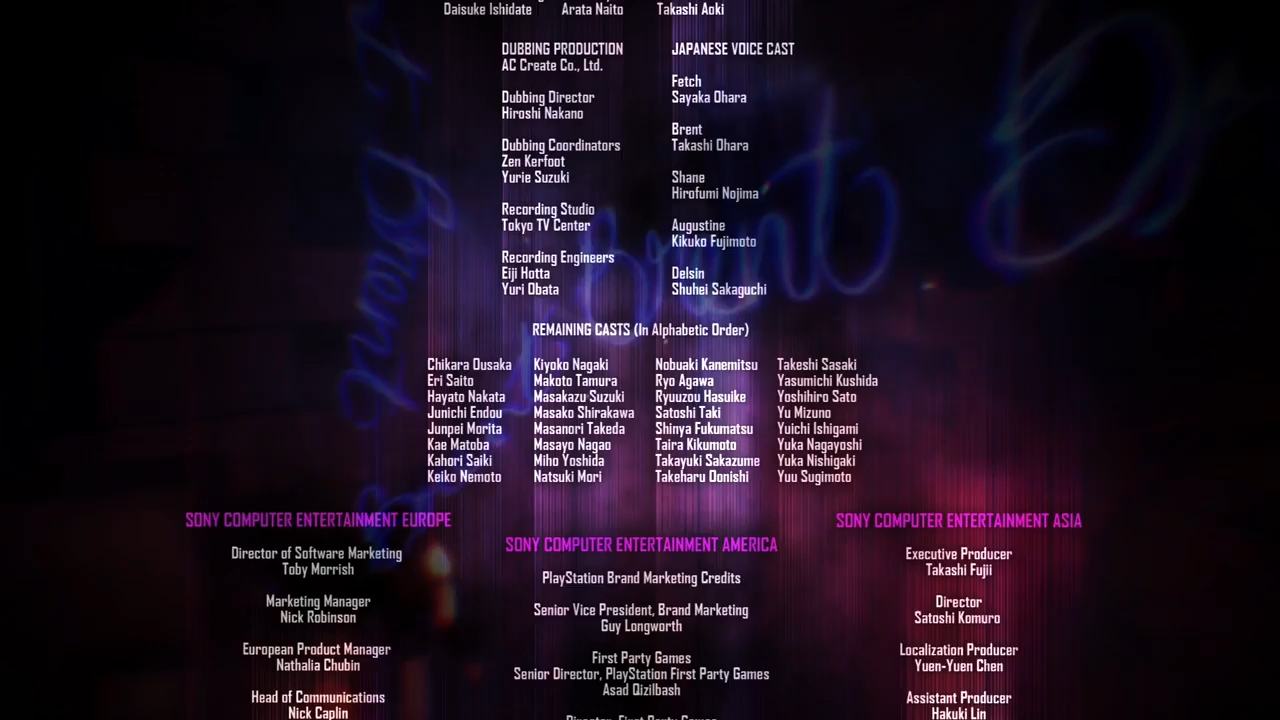 Daisuke Ishidate
Arata Naito
Takashi Aoki
DUBBING PRODUCTION
AC Create Co., Ltd.
Dubbing Director
Hiroshi Nakano
Dubbing Coordinators
Zen Kerfoot
Yurie Suzuki
Recording Studio
Tokyo TV Center
Recording Engineers
Eiji Hotta
Yuri Obata
JAPANESE VOICE CAST
Fetch
Sayaka Ohara
Brent
Takashi Ohara
Shane
Hirofumi Nojima
Augustine
Kikuko Fujimoto
Delsin
Shuhei Sakaguchi
REMAINING CASTS (In Alphabetic Order)
Chikara Ousaka
Eri Saito
Hayato Nakata
Junichi Endou
Junpei Morita
Kae Matoba
Kahori Saiki
Keiko Nemoto
Kiyoko Nagaki
Makoto Tamura
Masakazu Suzuki
Masako Shirakawa
Masanori Takeda
Masayo Nagao
Miho Yoshida
Natsuki Mori
Nobuaki Kanemitsu
Ryo Agawa
Ryuuzou Hasuike
Satoshi Taki
Shinya Fukumatsu
Taira Kikumoto
Takayuki Sakazume
Takeharu Oonishi
Takeshi Sasaki
Yasumichi Kushida
Yoshihiro Sato
Yu Mizuno
Yuichi Ishigami
Yuka Nagayoshi
Yuka Nishigaki
Yuu Sugimoto
SONY COMPUTER ENTERTAINMENT EUROPE
Director of Software Marketing
Toby Morrish
Marketing Manager
Nick Robinson
European Product Manager
Nathalia Chubin
Head of Communications
Nick Caplin
SONY COMPUTER ENTERTAINMENT AMERICA
PlayStation Brand Marketing Credits
Senior Vice President, Brand Marketing
Guy Longworth
First Party Games
Senior Director, PlayStation First Party Games
Asad Qizilbash
Director, First Party Games
SONY COMPUTER ENTERTAINMENT ASIA
Executive Producer
Takashi Fujii
Director
Satoshi Komuro
Localization Producer
Yuen-Yuen Chen
Assistant Producer
Hakuki Lin
Brent
Brent